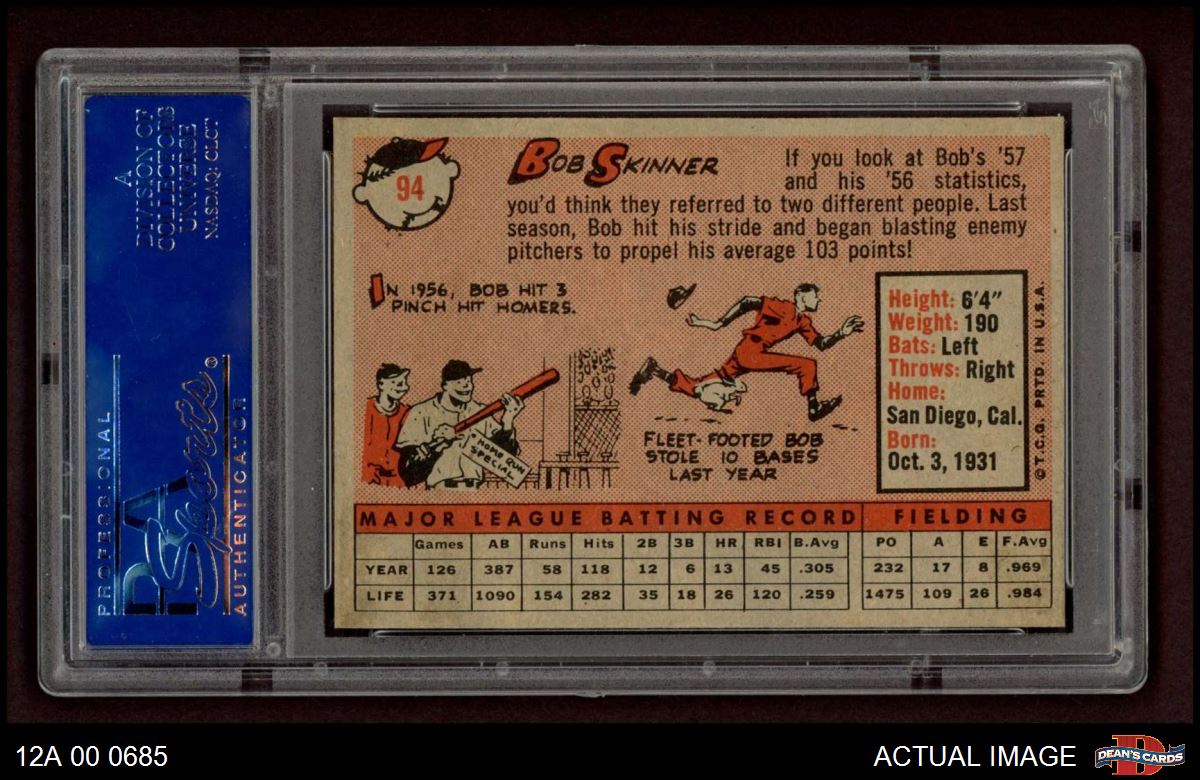 A
DIVISION OF
COLLECTORS
UNIVERSE
NASDAQ: CLCT
PROFESSIONAL
PSA
Sports®
AUTHENTICATOR
94
BOB SKINNER
If you look at Bob's '57
and his '56 statistics,
you'd think they referred to two different people. Last
season, Bob hit his stride and began blasting enemy
pitchers to propel his average 103 points!
IN 1956, BOB HIT 3
PINCH HIT HOMERS.
"HOME RUN
SPECIAL"
FLEET-FOOTED BOB
STOLE 10 BASES
LAST YEAR
Height: 6'4"
Weight: 190
Bats: Left
Throws: Right
Home:
San Diego, Cal.
Born:
Oct. 3, 1931
© T.C.G. PRTD. IN U.S.A.
MAJOR LEAGUE BATTING RECORD FIELDING
Games AB Runs Hits 2B 3B HR RBI B.Avg PO A E F.Avg
YEAR 126 387 58 118 12 6 13 45 .305 232 17 8 .969
LIFE 371 1090 154 282 35 18 26 120 .259 1475 109 26 .984
12A 00 0685
ACTUAL IMAGE
D
DEAN'S CARDS